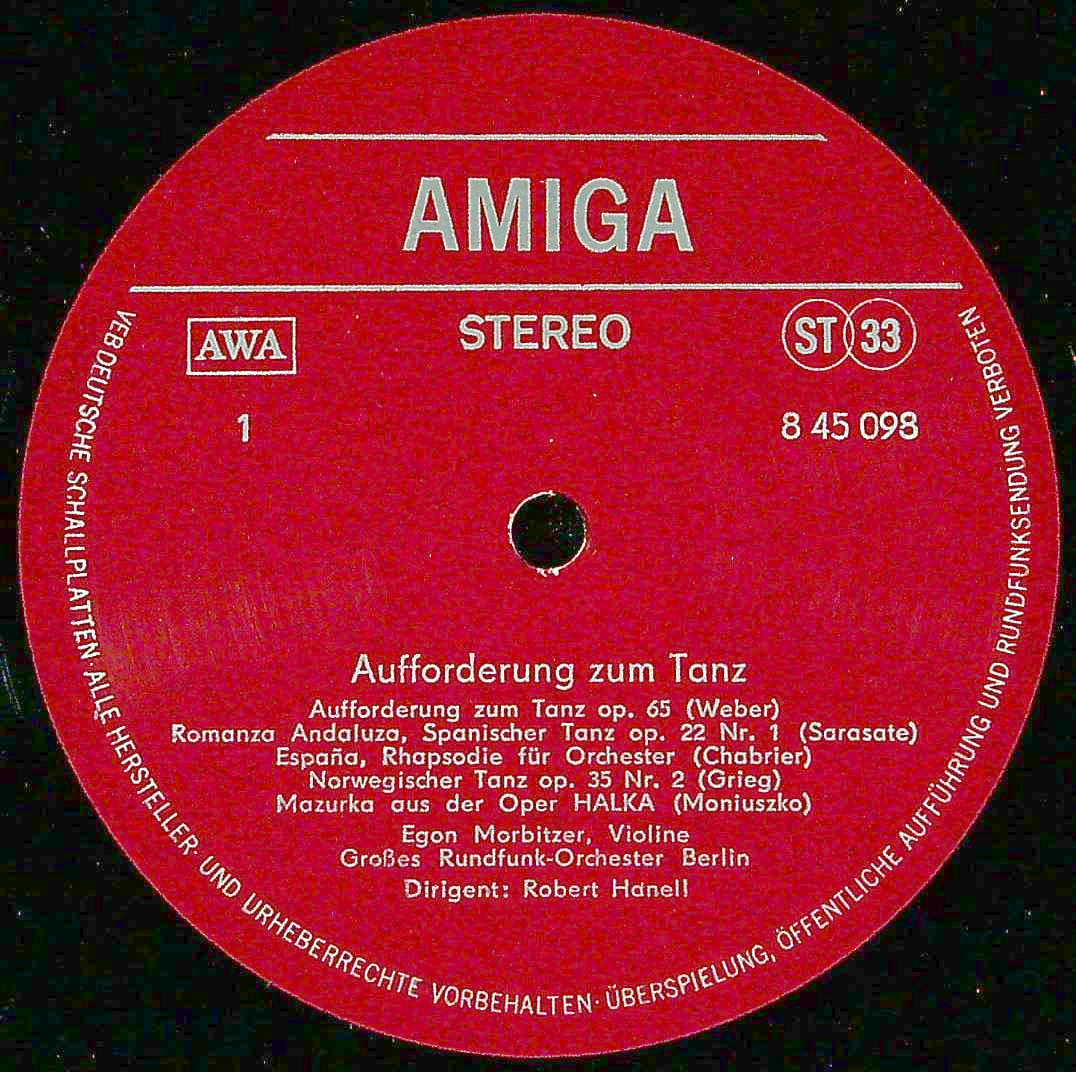 AMIGA
AWA
STEREO
ST 33
1
8 45 098
Aufforderung zum Tanz
Aufforderung zum Tanz op. 65 (Weber)
Romanza Andaluza, Spanischer Tanz op. 22 Nr. 1 (Sarasate)
España, Rhapsodie für Orchester (Chabrier)
Norwegischer Tanz op. 35 Nr. 2 (Grieg)
Mazurka aus der Oper HALKA (Moniuszko)
Egon Morbitzer, Violine
Großes Rundfunk-Orchester Berlin
Dirigent: Robert Hanell
VEB DEUTSCHE SCHALLPLATTEN · ALLE HERSTELLER- UND URHEBERRECHTE VORBEHALTEN · ÜBERSPIELUNG, ÖFFENTLICHE AUFFÜHRUNG UND RUNDFUNKSENDUNG VERBOTEN